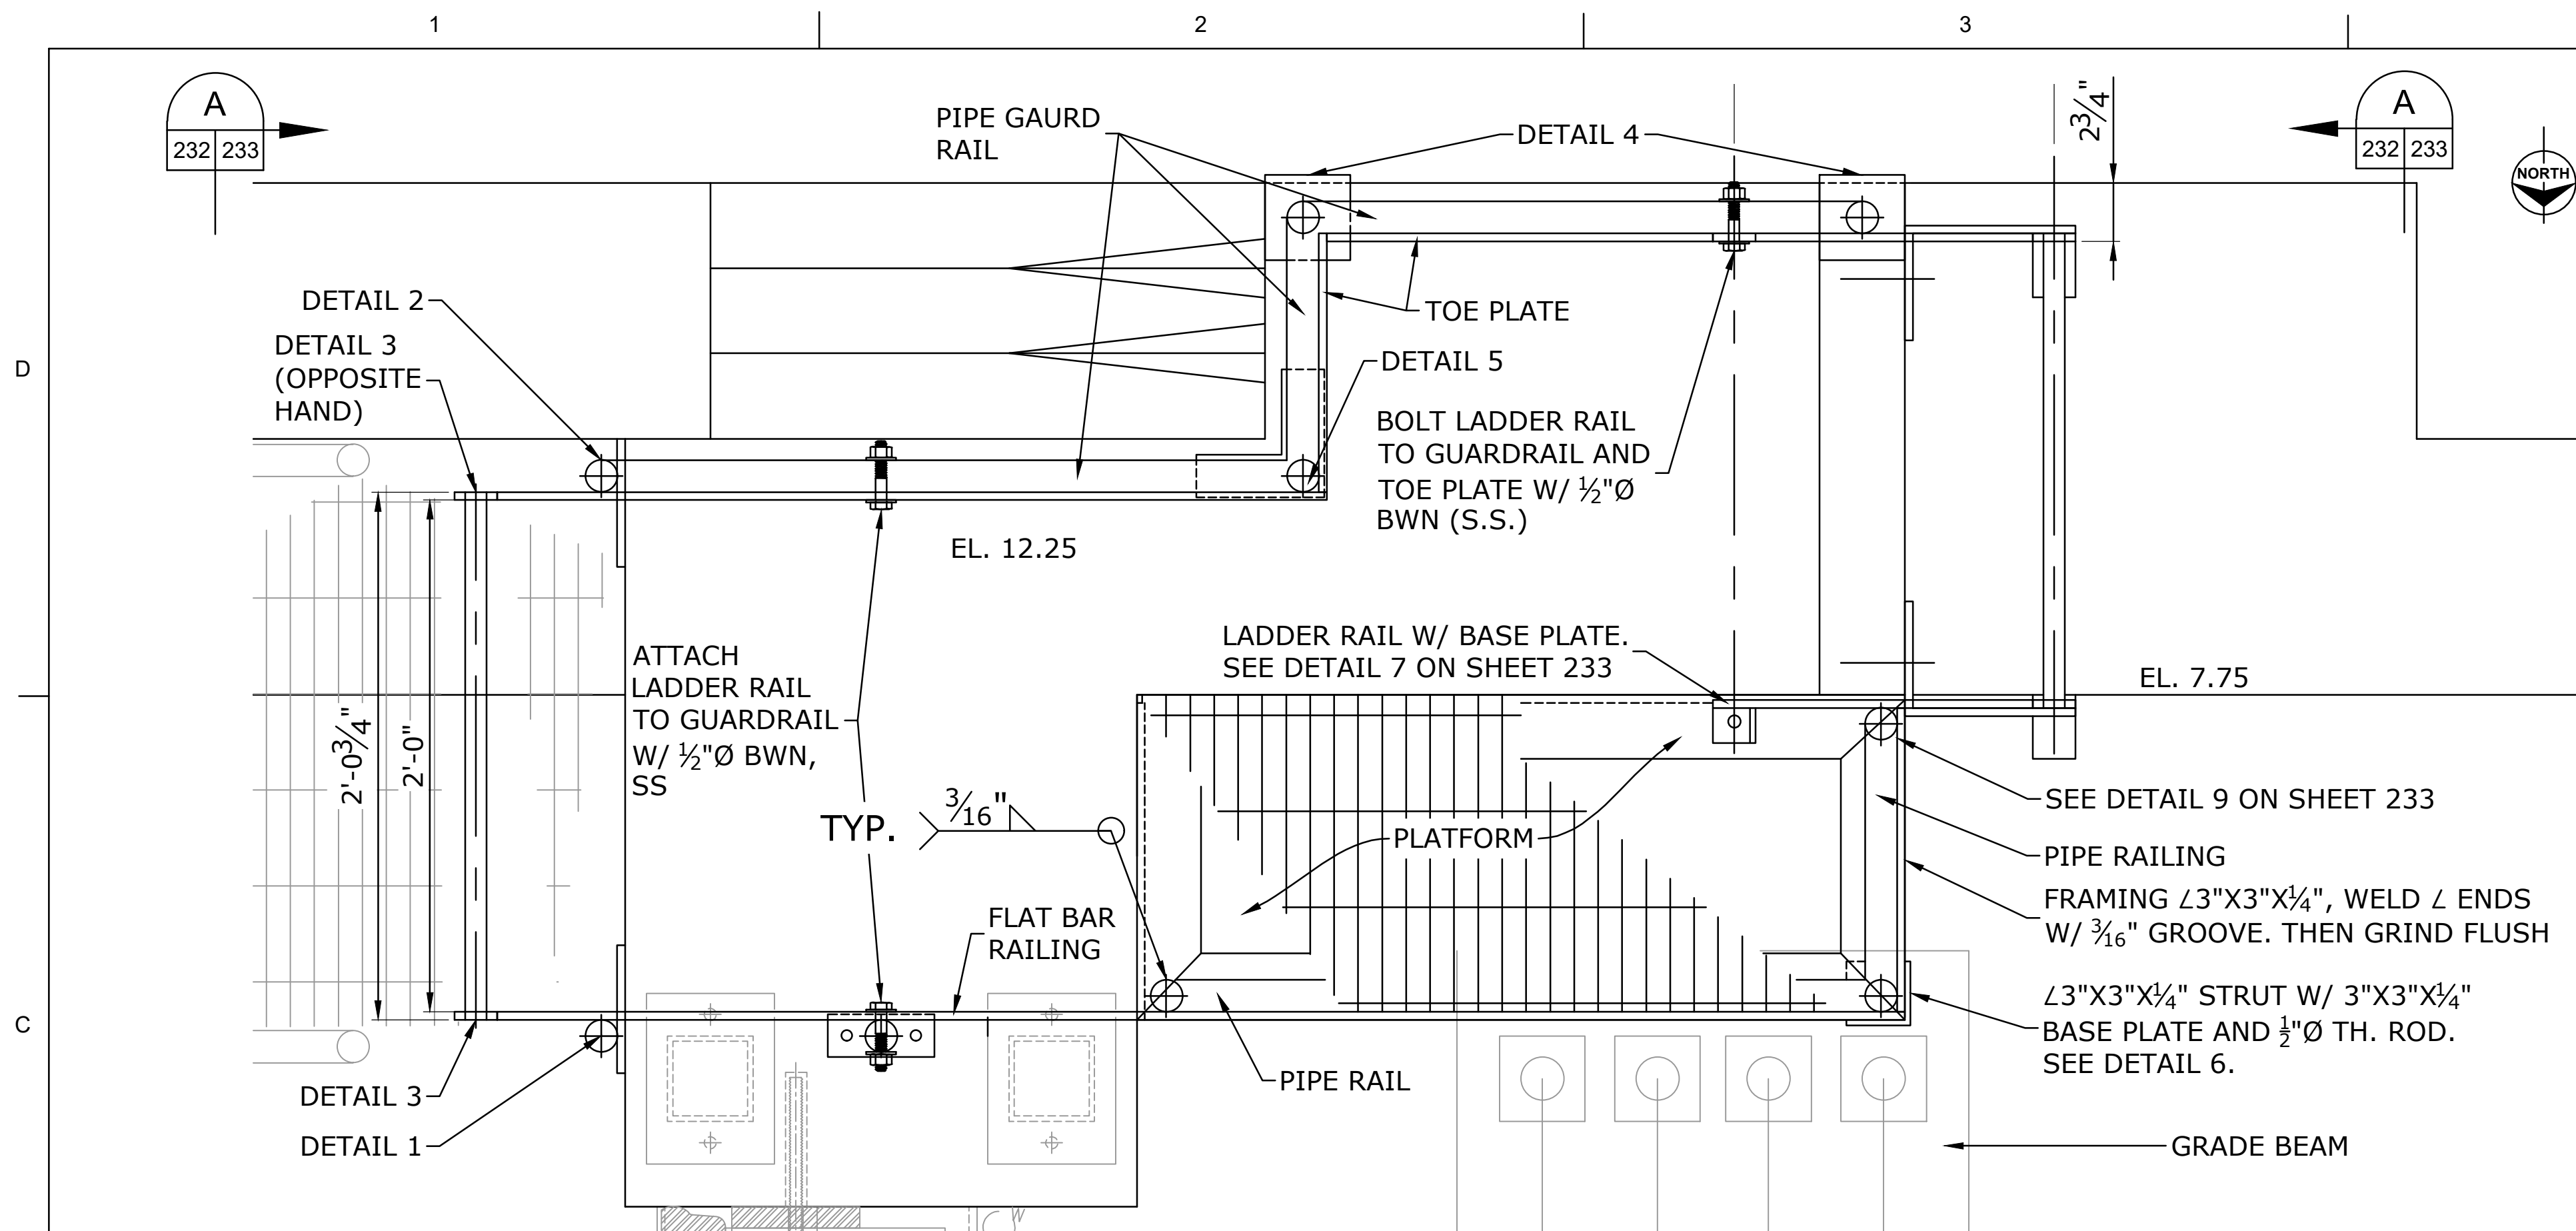 1
2
3
A
232 233
A
232 233
NORTH
PIPE GAURD
RAIL
DETAIL 4
2 3/4"
DETAIL 2
DETAIL 3
(OPPOSITE
HAND)
TOE PLATE
DETAIL 5
D
BOLT LADDER RAIL
TO GUARDRAIL AND
TOE PLATE W/ ½"Ø
BWN (S.S.)
EL. 12.25
LADDER RAIL W/ BASE PLATE.
SEE DETAIL 7 ON SHEET 233
EL. 7.75
ATTACH
LADDER RAIL
TO GUARDRAIL
W/ ½"Ø BWN,
SS
2'-0 3/4"
2'-0"
TYP.
3/16"
PLATFORM
SEE DETAIL 9 ON SHEET 233
PIPE RAILING
FRAMING ∠3"X3"X¼", WELD ∠ ENDS
W/ 3/16" GROOVE. THEN GRIND FLUSH
FLAT BAR
RAILING
C
∠3"X3"X¼" STRUT W/ 3"X3"X¼"
BASE PLATE AND ½"Ø TH. ROD.
SEE DETAIL 6.
PIPE RAIL
DETAIL 3
DETAIL 1
GRADE BEAM
W